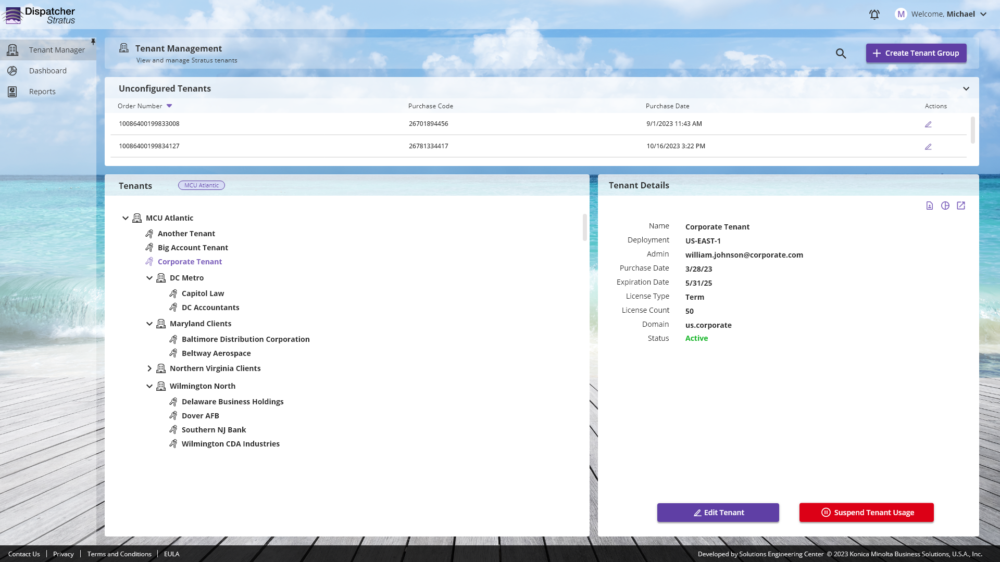 Dispatcher
Stratus
M Welcome, Michael
Tenant Manager
Dashboard
Reports
Tenant Management
View and manage Stratus tenants
Create Tenant Group
Unconfigured Tenants
Order Number Purchase Code Purchase Date Actions
10086400199833008 26701894456 9/1/2023 11:43 AM
10086400199834127 26781334417 10/16/2023 3:22 PM
Tenants MCU Atlantic
MCU Atlantic
Another Tenant
Big Account Tenant
Corporate Tenant
DC Metro
Capitol Law
DC Accountants
Maryland Clients
Baltimore Distribution Corporation
Beltway Aerospace
Northern Virginia Clients
Wilmington North
Delaware Business Holdings
Dover AFB
Southern NJ Bank
Wilmington CDA Industries
Tenant Details
Name Corporate Tenant
Deployment US-EAST-1
Admin william.johnson@corporate.com
Purchase Date 3/28/23
Expiration Date 5/31/25
License Type Term
License Count 50
Domain us.corporate
Status Active
Edit Tenant
Suspend Tenant Usage
Contact Us Privacy Terms and Conditions EULA
Developed by Solutions Engineering Center © 2023 Konica Minolta Business Solutions, U.S.A., Inc.